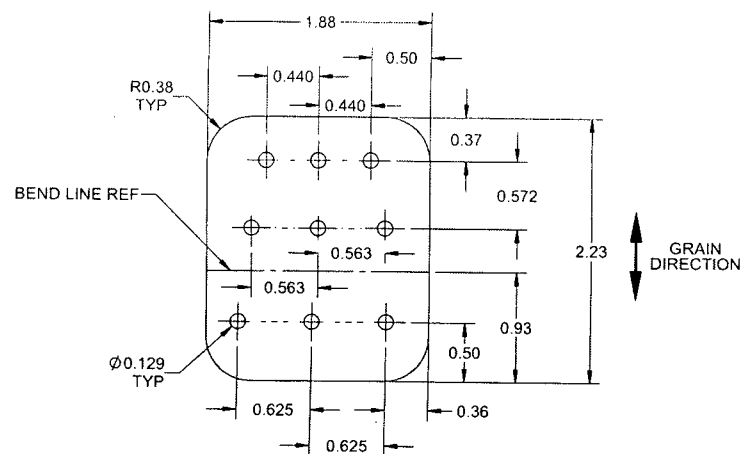 1.88
0.50
0.440
R0.38
TYP
0.440
0.37
BEND LINE REF
0.572
2.23
GRAIN
DIRECTION
0.563
0.563
0.93
0.50
Ø0.129
TYP
0.625
0.36
0.625